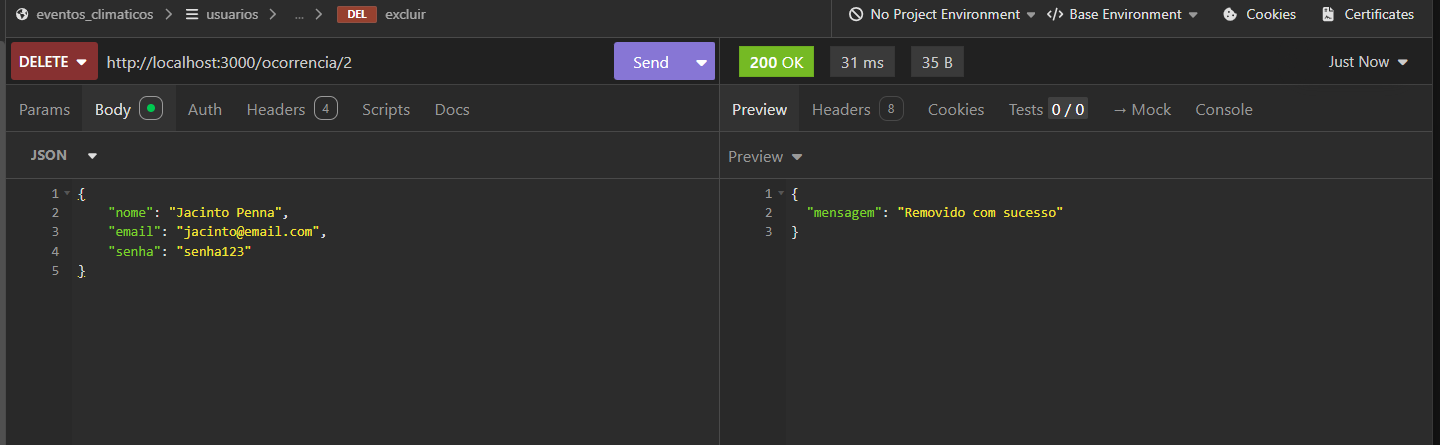 eventos_climaticos > usuarios > ... > DEL excluir
No Project Environment Base Environment Cookies Certificates
DELETE http://localhost:3000/ocorrencia/2 Send
200 OK 31 ms 35 B Just Now
Params Body Auth Headers 4 Scripts Docs
Preview Headers 8 Cookies Tests 0 / 0 → Mock Console
JSON
Preview
1 {
2 "nome": "Jacinto Penna",
3 "email": "jacinto@email.com",
4 "senha": "senha123"
5 }
1 {
2 "mensagem": "Removido com sucesso"
3 }